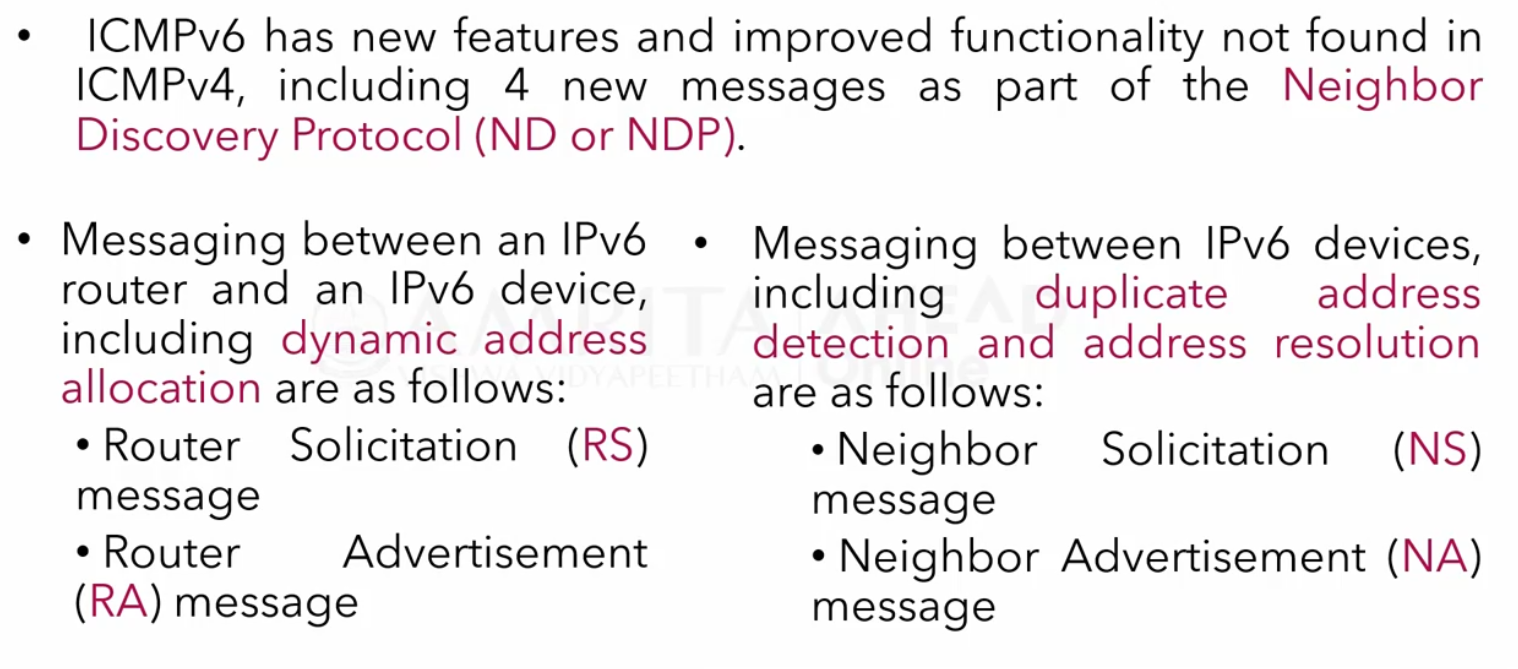 • ICMPv6 has new features and improved functionality not found in
ICMPv4, including 4 new messages as part of the Neighbor
Discovery Protocol (ND or NDP).
• Messaging between an IPv6
router and an IPv6 device,
including dynamic address
allocation are as follows:
• Router Solicitation (RS)
message
• Router Advertisement
(RA) message
• Messaging between IPv6 devices,
including duplicate address
detection and address resolution
are as follows:
• Neighbor Solicitation (NS)
message
• Neighbor Advertisement (NA)
message
AMRITA
VISHWA VIDYAPEETHAM
AHEAD
Online